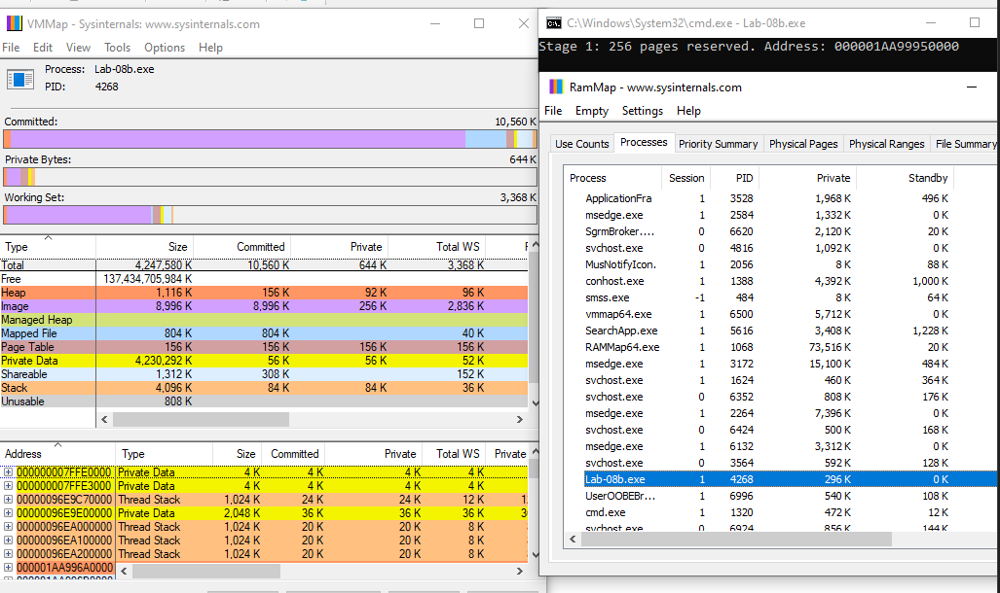 VMMap - Sysinternals: www.sysinternals.com
File Edit View Tools Options Help
Process: Lab-08b.exe
PID: 4268
Committed: 10,560 K
Private Bytes: 644 K
Working Set: 3,368 K
Type Size Committed Private Total WS
Total 4,247,580 K 10,560 K 644 K 3,368 K
Free 137,434,705,984 K
Heap 1,116 K 156 K 92 K 96 K
Image 8,996 K 8,996 K 256 K 2,836 K
Managed Heap
Mapped File 804 K 804 K 40 K
Page Table 156 K 156 K 156 K 156 K
Private Data 4,230,292 K 56 K 56 K 52 K
Shareable 1,312 K 308 K 152 K
Stack 4,096 K 84 K 84 K 36 K
Unusable 808 K
Address Type Size Committed Private Total WS Private
000000007FFE0000 Private Data 4 K 4 K 4 K 4 K
000000007FFE3000 Private Data 4 K 4 K 4 K 4 K
00000096E9C70000 Thread Stack 1,024 K 24 K 24 K 12 K
00000096E9E00000 Private Data 2,048 K 36 K 36 K 36 K
00000096EA000000 Thread Stack 1,024 K 20 K 20 K 8 K
00000096EA100000 Thread Stack 1,024 K 20 K 20 K 8 K
00000096EA200000 Thread Stack 1,024 K 20 K 20 K 8 K
000001AA996A0000
C:\Windows\System32\cmd.exe - Lab-08b.exe
Stage 1: 256 pages reserved. Address: 000001AA99950000
RamMap - www.sysinternals.com
File Empty Settings Help
Use Counts Processes Priority Summary Physical Pages Physical Ranges File Summary
Process Session PID Private Standby
ApplicationFra 1 3528 1,968 K 496 K
msedge.exe 1 2584 1,332 K 0 K
SgrmBroker.... 0 6620 2,120 K 20 K
svchost.exe 0 4816 1,092 K 0 K
MusNotifyIcon. 1 2056 8 K 88 K
conhost.exe 1 1388 4,392 K 1,000 K
smss.exe -1 484 8 K 64 K
vmmap64.exe 1 6500 5,712 K 0 K
SearchApp.exe 1 5616 3,408 K 1,228 K
RAMMap64.exe 1 1068 73,516 K 20 K
msedge.exe 1 3172 15,100 K 484 K
svchost.exe 1 1624 460 K 364 K
svchost.exe 0 6352 808 K 176 K
msedge.exe 1 2264 7,396 K 0 K
svchost.exe 0 6424 500 K 168 K
msedge.exe 1 6132 3,312 K 0 K
svchost.exe 0 3564 592 K 128 K
Lab-08b.exe 1 4268 296 K 0 K
UserOOBEBr... 1 6996 540 K 108 K
cmd.exe 1 1320 472 K 12 K
svchost.exe 0 6924 856 K 144 K